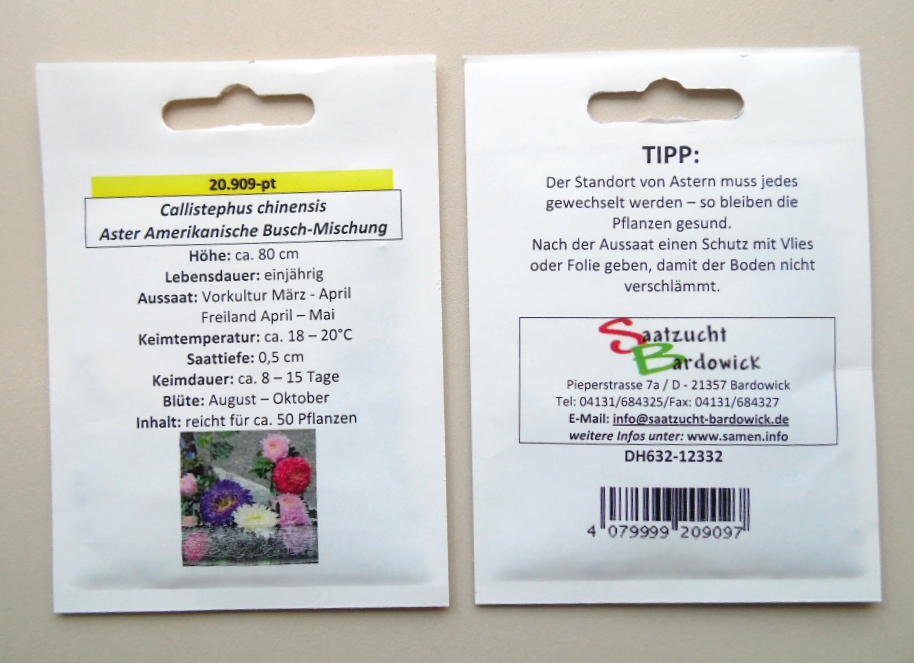 20.909-pt
Callistephus chinensis
Aster Amerikanische Busch-Mischung
Höhe: ca. 80 cm
Lebensdauer: einjährig
Aussaat: Vorkultur März - April
Freiland April – Mai
Keimtemperatur: ca. 18 – 20°C
Saattiefe: 0,5 cm
Keimdauer: ca. 8 – 15 Tage
Blüte: August – Oktober
Inhalt: reicht für ca. 50 Pflanzen
TIPP:
Der Standort von Astern muss jedes
gewechselt werden – so bleiben die
Pflanzen gesund.
Nach der Aussaat einen Schutz mit Vlies
oder Folie geben, damit der Boden nicht
verschlämmt.
Saatzucht
Bardowick
Pieperstrasse 7a / D - 21357 Bardowick
Tel: 04131/684325/Fax: 04131/684327
E-Mail: info@saatzucht-bardowick.de
weitere Infos unter: www.samen.info
DH632-12332
4 079999 209097